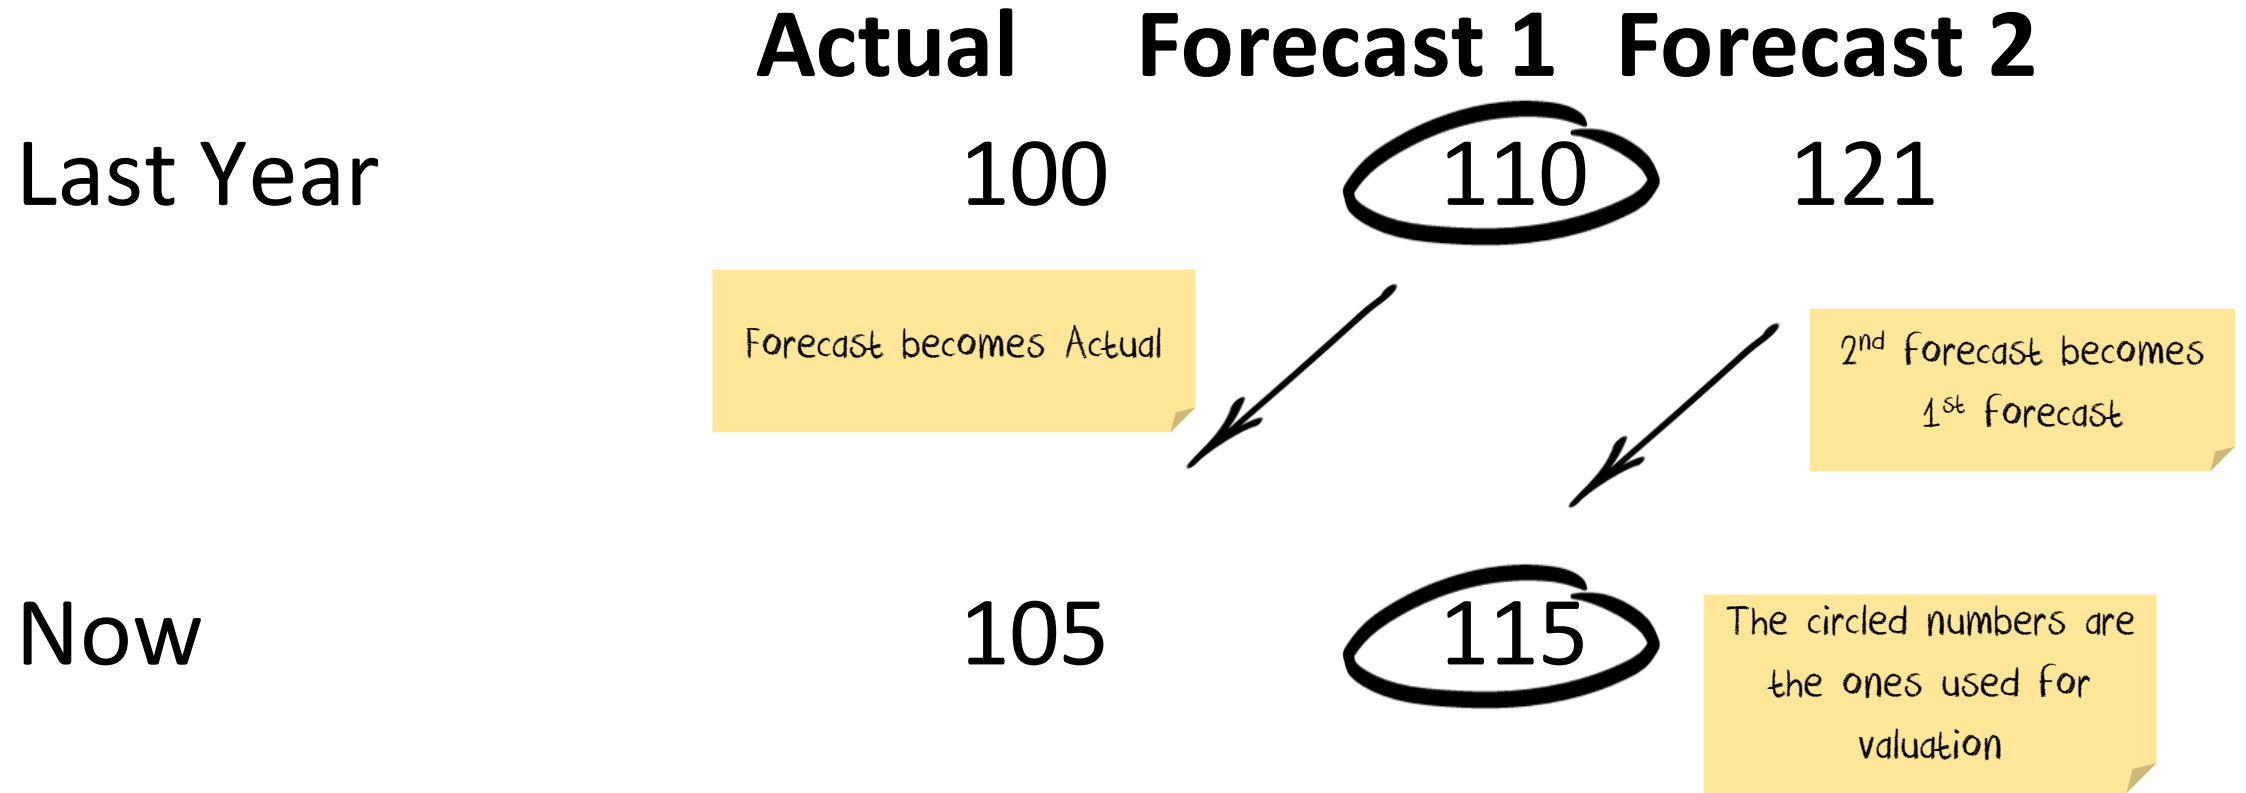 Actual Forecast 1 Forecast 2
Last Year 100 110 121
Forecast becomes Actual
2nd forecast becomes
1st forecast
Now 105 115
The circled numbers are
the ones used for
valuation